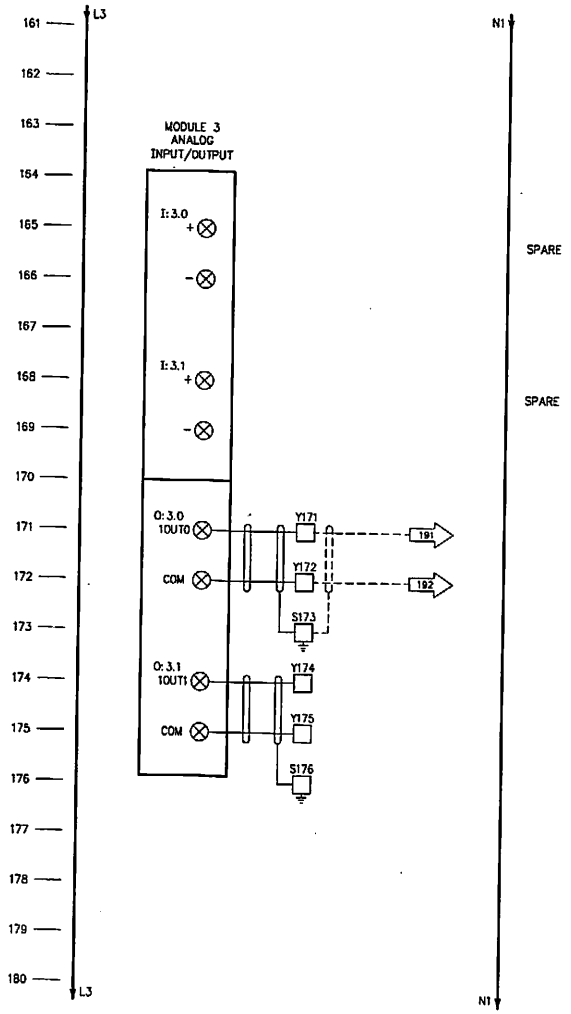 161
L3
N1
162
163
MODULE 3
ANALOG
INPUT/OUTPUT
164
I:3.0
165
+
SPARE
166
-
167
I:3.1
168
+
SPARE
169
-
170
O:3.0
171
IOUT0
Y171
191
172
COM
Y172
192
173
S173
O:3.1
174
IOUT1
Y174
175
COM
Y175
176
S176
177
178
179
180
L3
N1